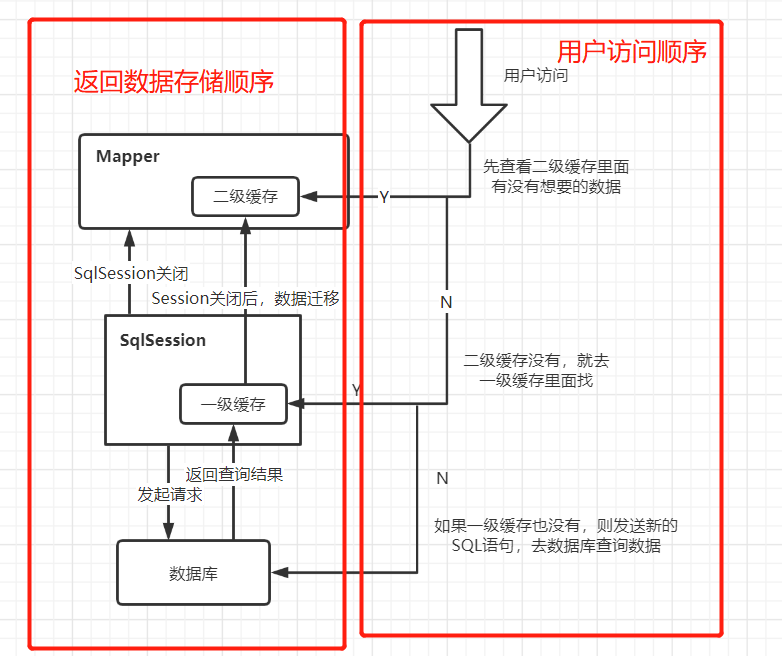 返回数据存储顺序
用户访问顺序
用户访问
先查看二级缓存里面
有没有想要的数据
Mapper
二级缓存
Y
SqlSession关闭
Session关闭后，数据迁移
N
SqlSession
二级缓存没有，就去
一级缓存里面找
Y
一级缓存
返回查询结果
发起请求
N
如果一级缓存也没有，则发送新的
SQL语句，去数据库查询数据
数据库